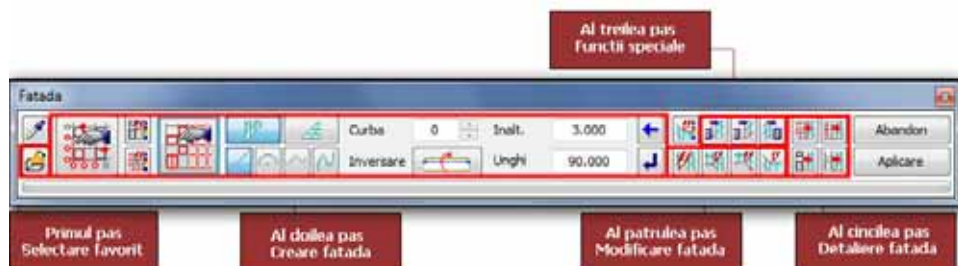 Al treilea pas
Functii speciale
Fatada
Curba 0 Inalt. 3.000
Abandon
Inversare Unghi 90.000
Aplicare
Primul pas
Selectare favorit
Al doilea pas
Creare fatada
Al patrulea pas
Modificare fatada
Al cincilea pas
Detaliere fatada